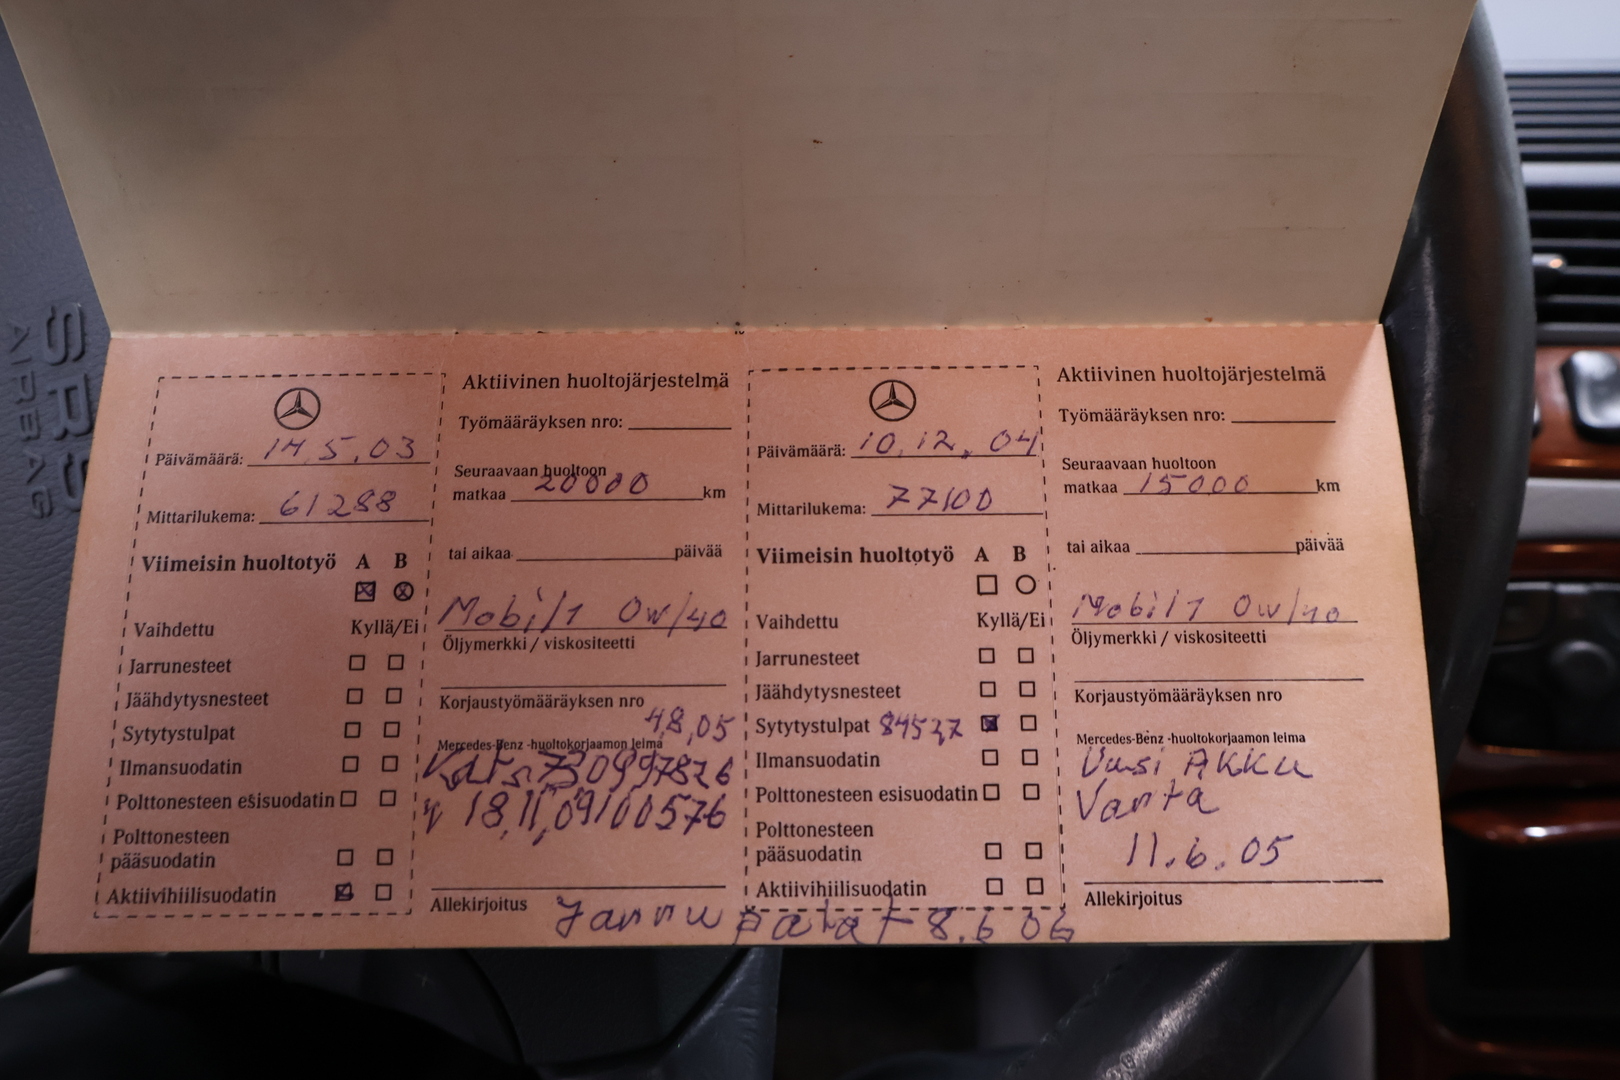 SRS
AIRBAG
Aktiivinen huoltojärjestelmä
Päivämäärä: 14.5.03
Työmääräyksen nro:
Mittarilukema: 61288
Seuraavaan huoltoon
matkaa 20000 km
tai aikaa päivää
Viimeisin huoltotyö A B
Mobil/1 0w/40
Öljymerkki / viskositeetti
Vaihdettu Kyllä/Ei
Jarrunesteet
Jäähdytysnesteet
Korjaustyömääräyksen nro
Sytytystulpat
4,8,05
Mercedes-Benz -huoltokorjaamon leima
Ilmansuodatin
Polttonesteen esisuodatin
18,11,09/100576
Polttonesteen
pääsuodatin
Aktiivihiilisuodatin
Allekirjoitus
Aktiivinen huoltojärjestelmä
Päivämäärä: 10.12.04
Työmääräyksen nro:
Mittarilukema: 77100
Seuraavaan huoltoon
matkaa 15000 km
tai aikaa päivää
Viimeisin huoltotyö A B
Mobil/1 0w/40
Öljymerkki / viskositeetti
Vaihdettu Kyllä/Ei
Jarrunesteet
Jäähdytysnesteet
Korjaustyömääräyksen nro
Sytytystulpat 84527
Mercedes-Benz -huoltokorjaamon leima
Ilmansuodatin
Uusi Akku
Polttonesteen esisuodatin
Varta
Polttonesteen
pääsuodatin
11.6.05
Aktiivihiilisuodatin
Allekirjoitus
Jarru palat 8.6 06